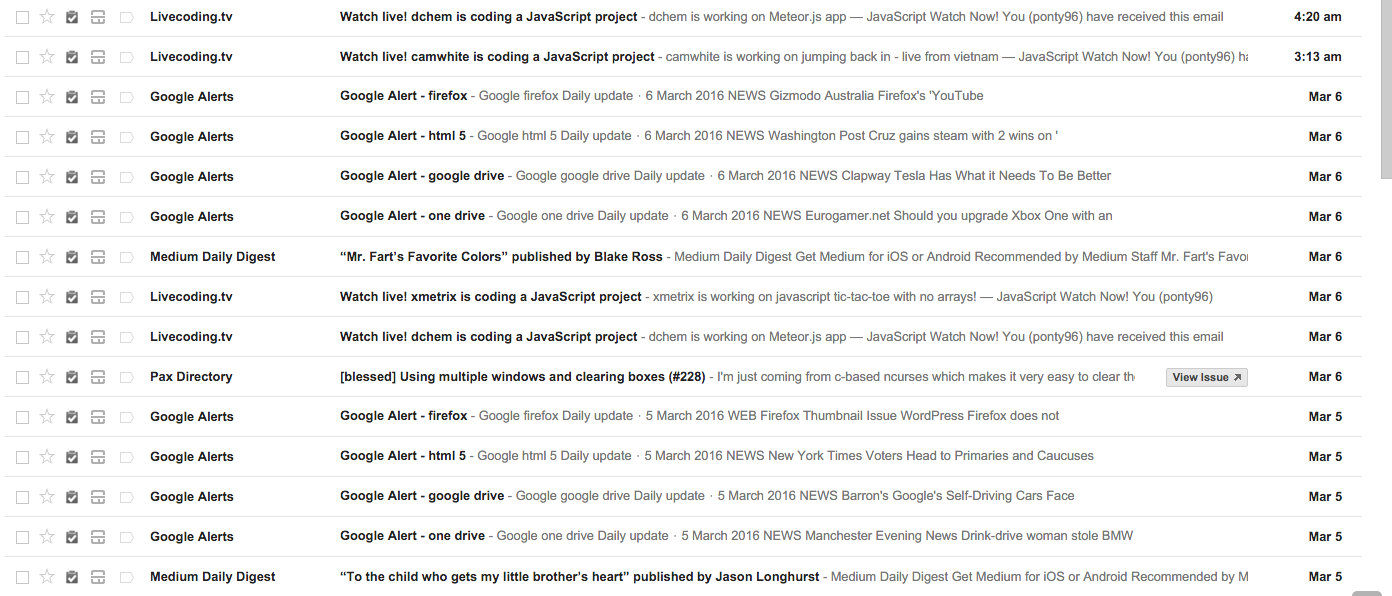 Livecoding.tv Watch live! dchem is coding a JavaScript project - dchem is working on Meteor.js app — JavaScript Watch Now! You (ponty96) have received this email 4:20 am
Livecoding.tv Watch live! camwhite is coding a JavaScript project - camwhite is working on jumping back in - live from vietnam — JavaScript Watch Now! You (ponty96) ha 3:13 am
Google Alerts Google Alert - firefox - Google firefox Daily update · 6 March 2016 NEWS Gizmodo Australia Firefox's 'YouTube Mar 6
Google Alerts Google Alert - html 5 - Google html 5 Daily update · 6 March 2016 NEWS Washington Post Cruz gains steam with 2 wins on ' Mar 6
Google Alerts Google Alert - google drive - Google google drive Daily update · 6 March 2016 NEWS Clapway Tesla Has What it Needs To Be Better Mar 6
Google Alerts Google Alert - one drive - Google one drive Daily update · 6 March 2016 NEWS Eurogamer.net Should you upgrade Xbox One with an Mar 6
Medium Daily Digest “Mr. Fart’s Favorite Colors” published by Blake Ross - Medium Daily Digest Get Medium for iOS or Android Recommended by Medium Staff Mr. Fart's Favor Mar 6
Livecoding.tv Watch live! xmetrix is coding a JavaScript project - xmetrix is working on javascript tic-tac-toe with no arrays! — JavaScript Watch Now! You (ponty96) Mar 6
Livecoding.tv Watch live! dchem is coding a JavaScript project - dchem is working on Meteor.js app — JavaScript Watch Now! You (ponty96) have received this email Mar 6
Pax Directory [blessed] Using multiple windows and clearing boxes (#228) - I'm just coming from c-based ncurses which makes it very easy to clear th View Issue Mar 6
Google Alerts Google Alert - firefox - Google firefox Daily update · 5 March 2016 WEB Firefox Thumbnail Issue WordPress Firefox does not Mar 5
Google Alerts Google Alert - html 5 - Google html 5 Daily update · 5 March 2016 NEWS New York Times Voters Head to Primaries and Caucuses Mar 5
Google Alerts Google Alert - google drive - Google google drive Daily update · 5 March 2016 NEWS Barron's Google's Self-Driving Cars Face Mar 5
Google Alerts Google Alert - one drive - Google one drive Daily update · 5 March 2016 NEWS Manchester Evening News Drink-drive woman stole BMW Mar 5
Medium Daily Digest “To the child who gets my little brother’s heart” published by Jason Longhurst - Medium Daily Digest Get Medium for iOS or Android Recommended by M Mar 5